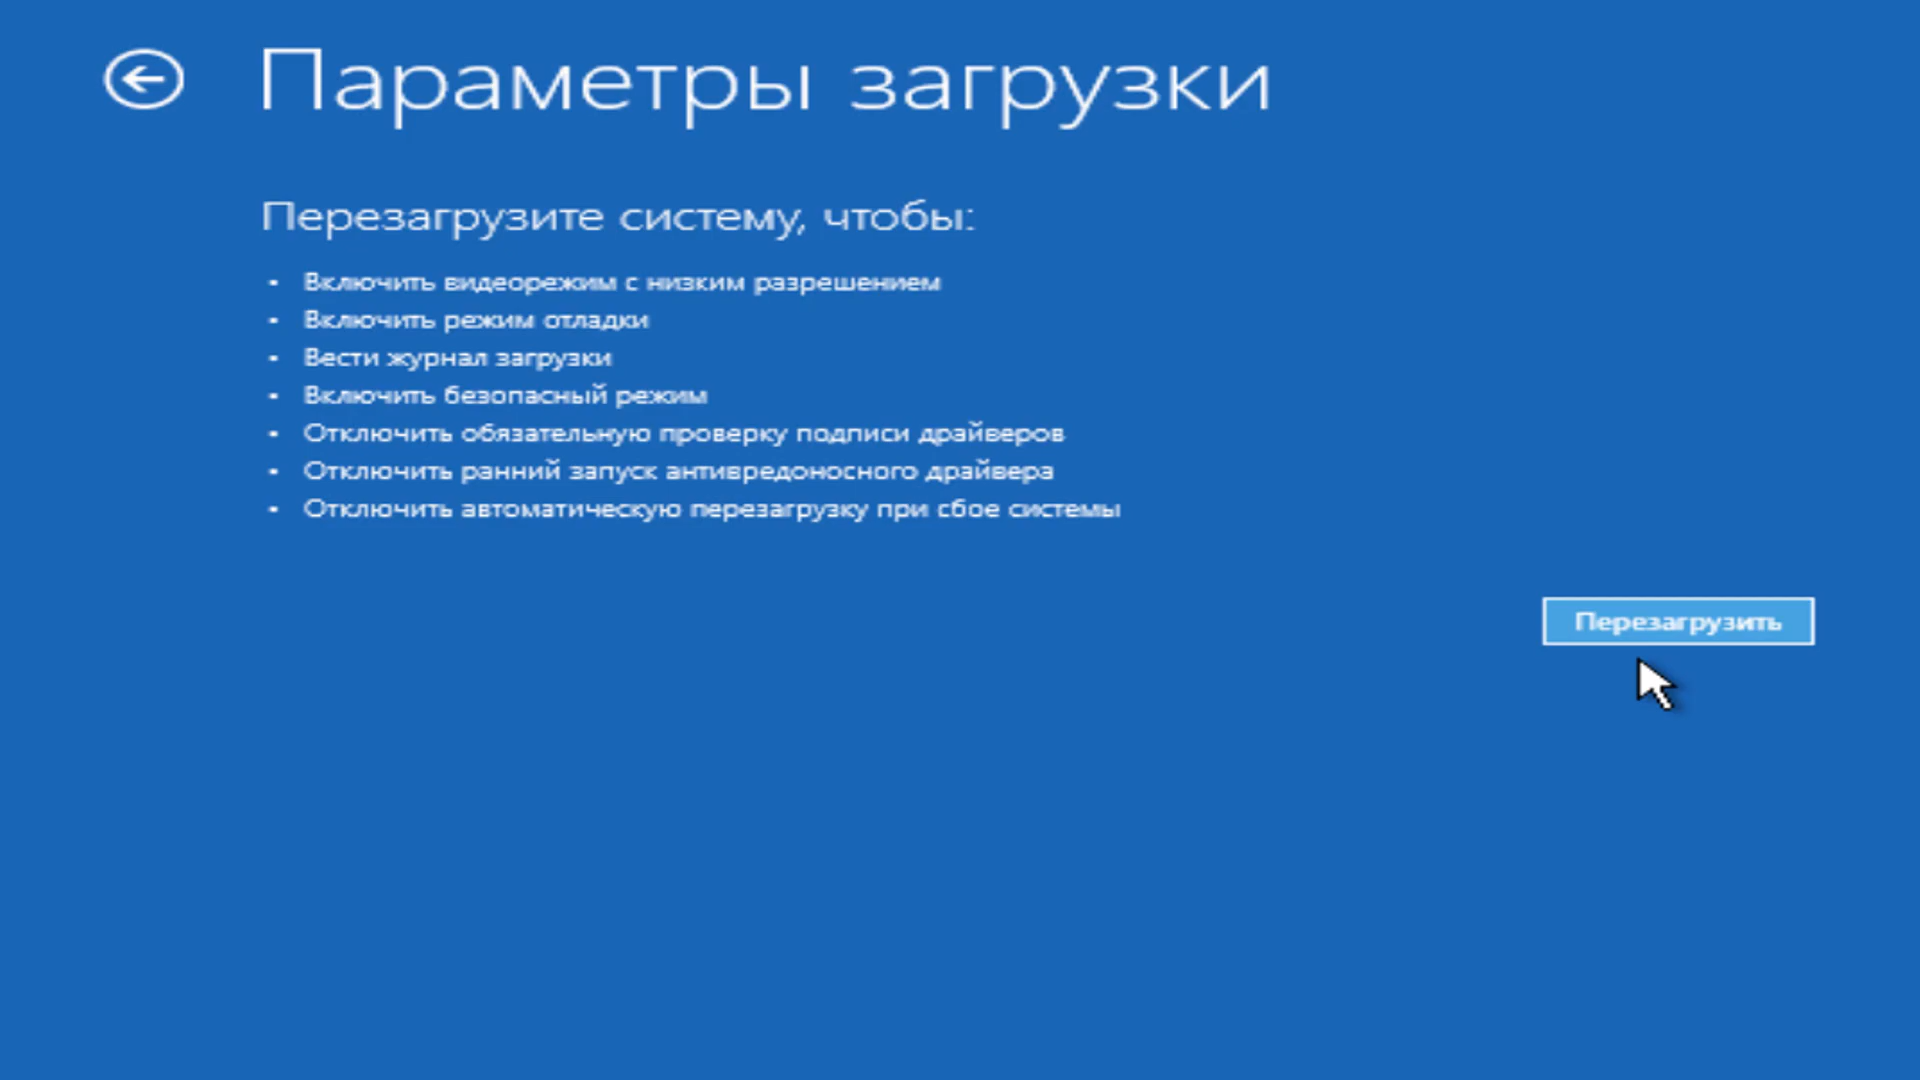 Параметры загрузки
Перезагрузите систему, чтобы:
• Включить видеорежим с низким разрешением
• Включить режим отладки
• Вести журнал загрузки
• Включить безопасный режим
• Отключить обязательную проверку подписи драйверов
• Отключить ранний запуск антивредоносного драйвера
• Отключить автоматическую перезагрузку при сбое системы
Перезагрузить